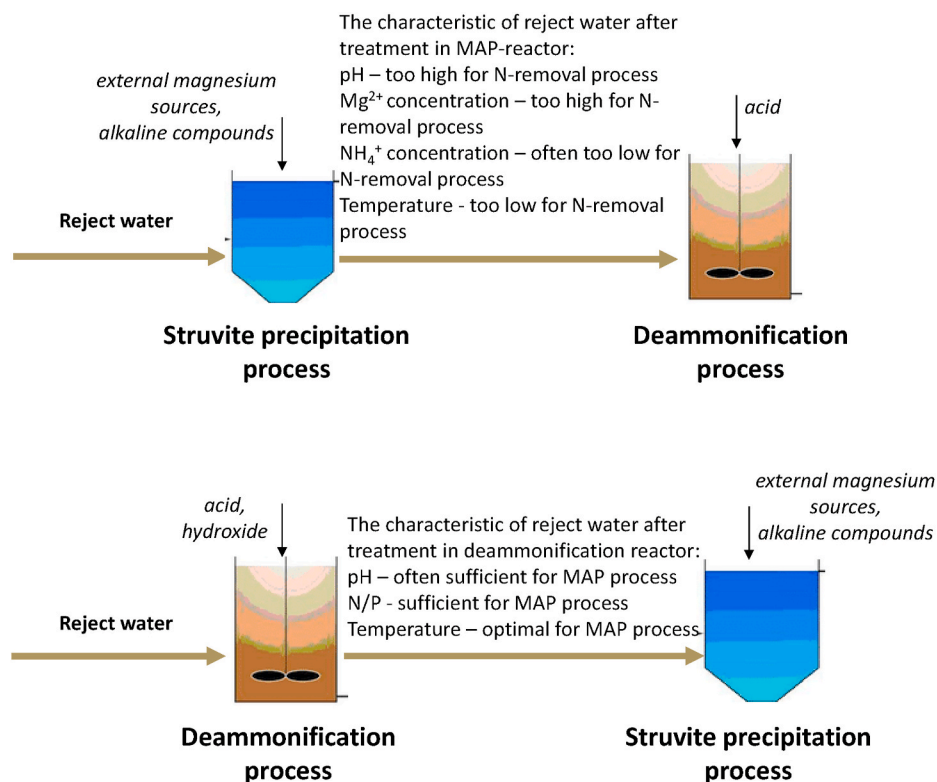 The characteristic of reject water after
treatment in MAP-reactor:
pH – too high for N-removal process
Mg²⁺ concentration – too high for N-
removal process
NH₄⁺ concentration – often too low for
N-removal process
Temperature - too low for N-removal
process
external magnesium
sources,
alkaline compounds
acid
Reject water
Struvite precipitation
process
Deammonification
process
acid,
hydroxide
The characteristic of reject water after
treatment in deammonification reactor:
pH – often sufficient for MAP process
N/P - sufficient for MAP process
Temperature – optimal for MAP process
external magnesium
sources,
alkaline compounds
Reject water
Deammonification
process
Struvite precipitation
process